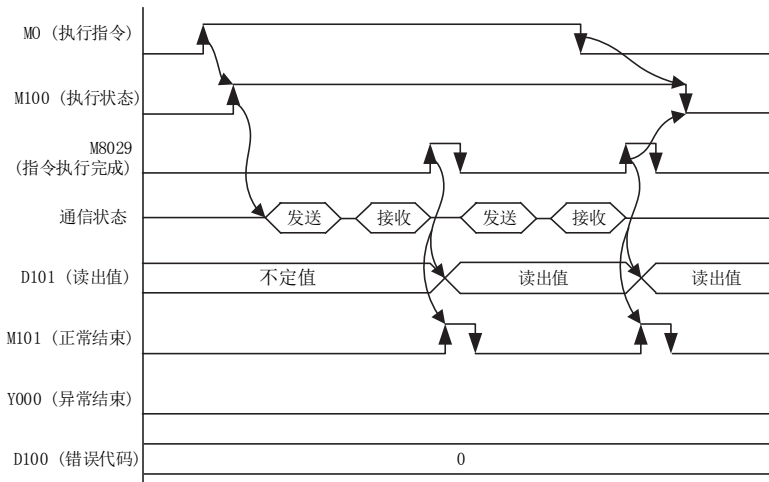 M0 (执行指令)
M100 (执行状态)
M8029
(指令执行完成)
通信状态
发送
接收
发送
接收
D101 (读出值)
不定值
读出值
读出值
M101 (正常结束)
Y000 (异常结束)
D100 (错误代码)
0